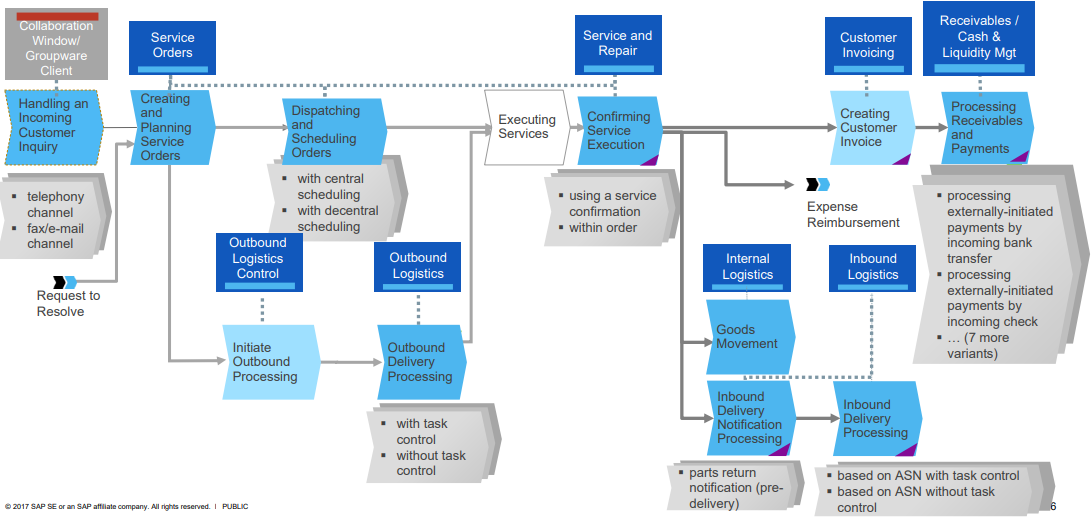 Collaboration
Window/
Groupware
Client
Service
Orders
Service and
Repair
Customer
Invoicing
Receivables /
Cash &
Liquidity Mgt
Handling an
Incoming
Customer
Inquiry
Creating
and
Planning
Service
Orders
Dispatching
and
Scheduling
Orders
Executing
Services
Confirming
Service
Execution
Creating
Customer
Invoice
Processing
Receivables
and
Payments
▪ telephony
channel
▪ fax/e-mail
channel
▪ with central
scheduling
▪ with decentral
scheduling
▪ using a service
confirmation
▪ within order
Expense
Reimbursement
▪ processing
externally-initiated
payments by
incoming bank
transfer
▪ processing
externally-initiated
payments by
incoming check
▪ … (7 more
variants)
Request to
Resolve
Outbound
Logistics
Control
Outbound
Logistics
Internal
Logistics
Inbound
Logistics
Initiate
Outbound
Processing
Outbound
Delivery
Processing
Goods
Movement
Inbound
Delivery
Notification
Processing
Inbound
Delivery
Processing
▪ with task
control
▪ without task
control
▪ parts return
notification (pre-
delivery)
▪ based on ASN with task control
▪ based on ASN without task
control
© 2017 SAP SE or an SAP affiliate company. All rights reserved. ǀ PUBLIC
6